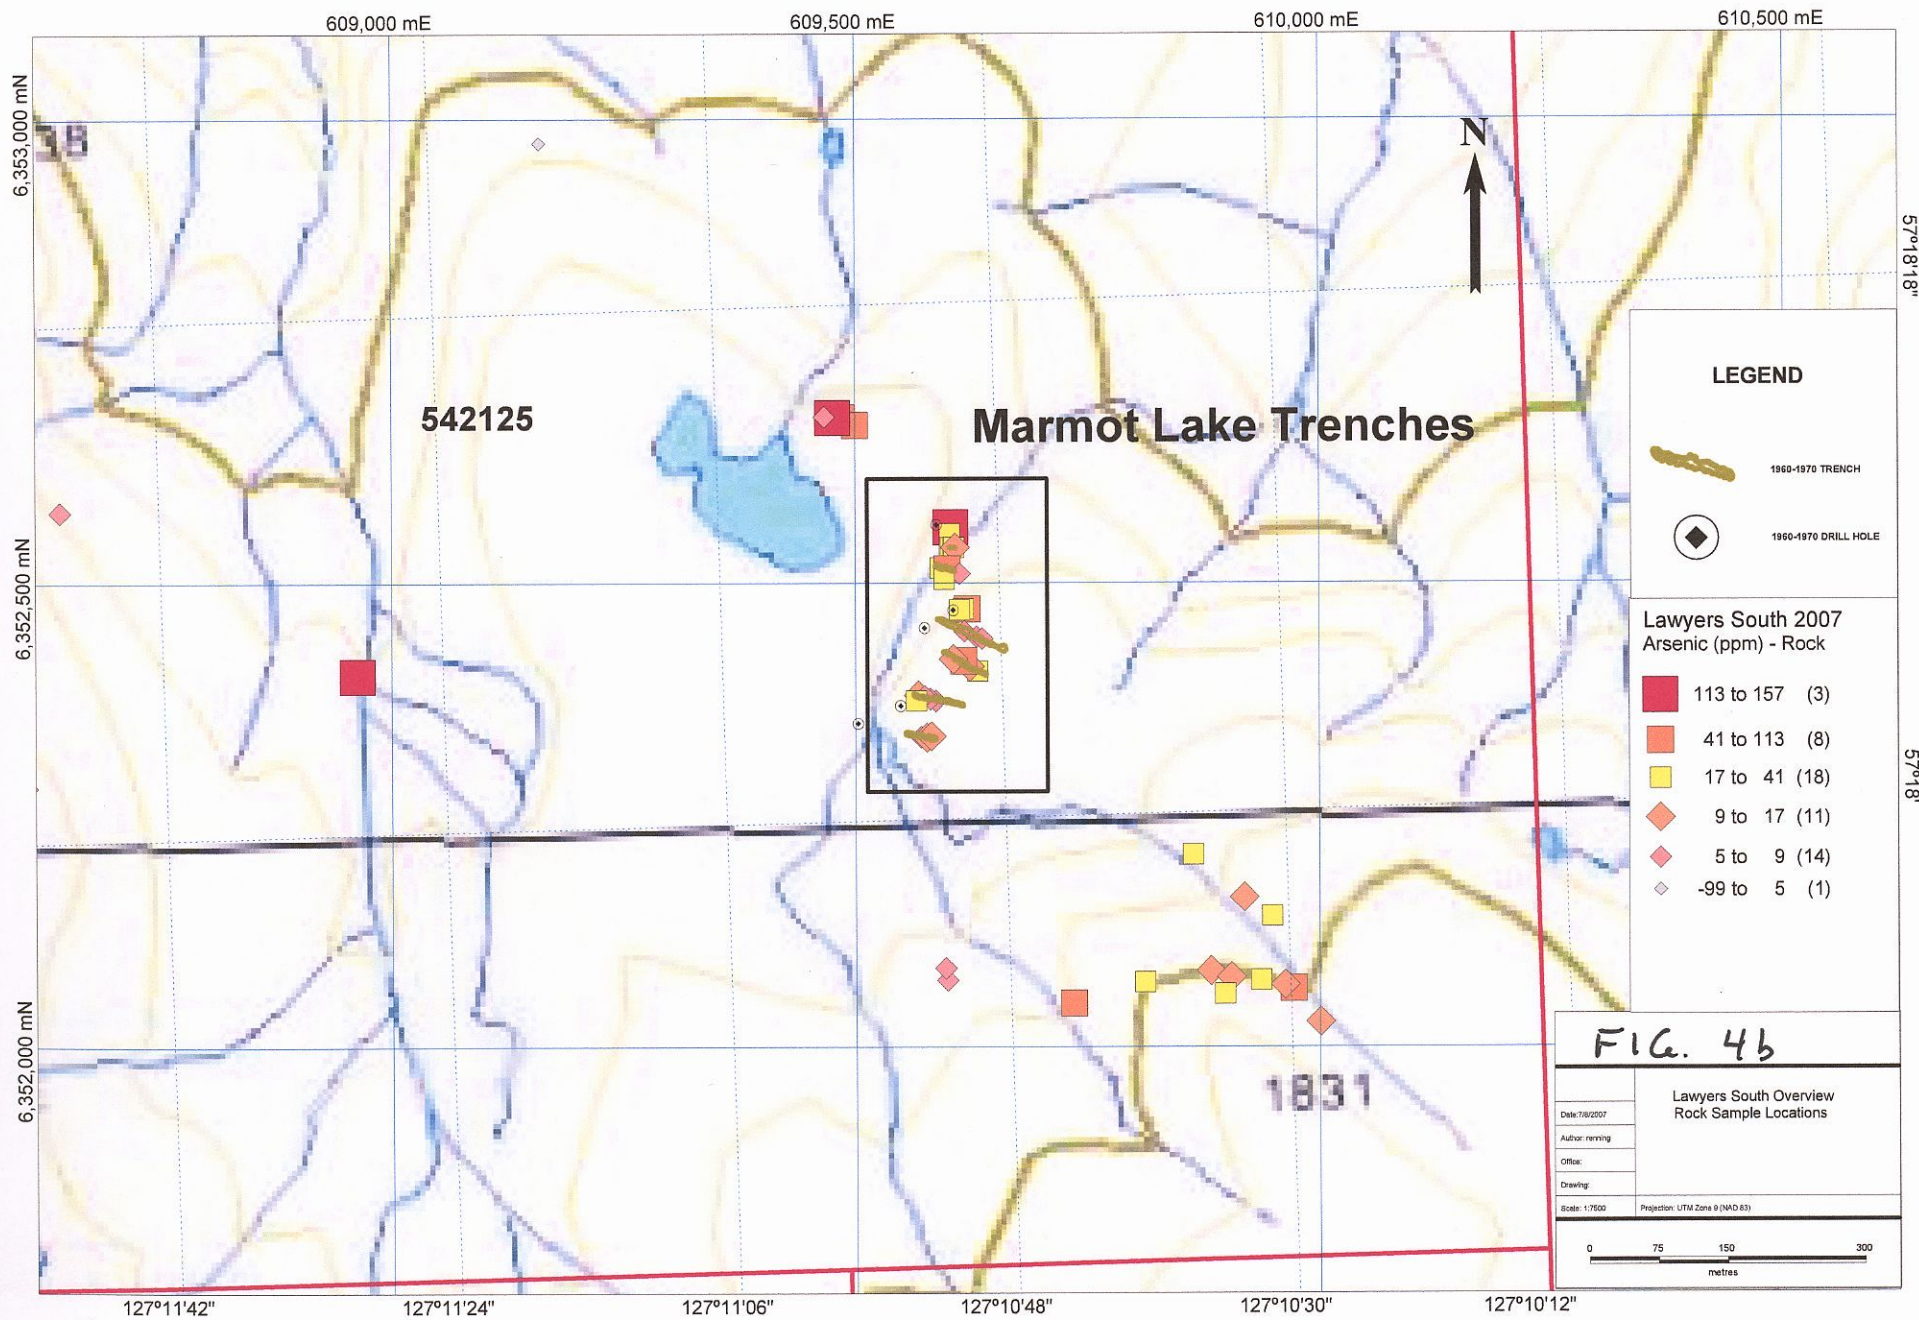 609,000 mE
609,500 mE
610,000 mE
610,500 mE
6,353,000 mN
6,352,500 mN
6,352,000 mN
N
57°18'18"
57°18'
542125
Marmot Lake Trenches
1831
LEGEND
1960-1970 TRENCH
1960-1970 DRILL HOLE
Lawyers South 2007
Arsenic (ppm) - Rock
113 to 157 (3)
41 to 113 (8)
17 to 41 (18)
9 to 17 (11)
5 to 9 (14)
-99 to 5 (1)
FIG. 4b
Lawyers South Overview
Rock Sample Locations
Date:7/8/2007
Author: renning
Office:
Drawing:
Scale: 1:7500
Projection: UTM Zone 9 (NAD 83)
0 75 150 300
metres
127°11'42"
127°11'24"
127°11'06"
127°10'48"
127°10'30"
127°10'12"